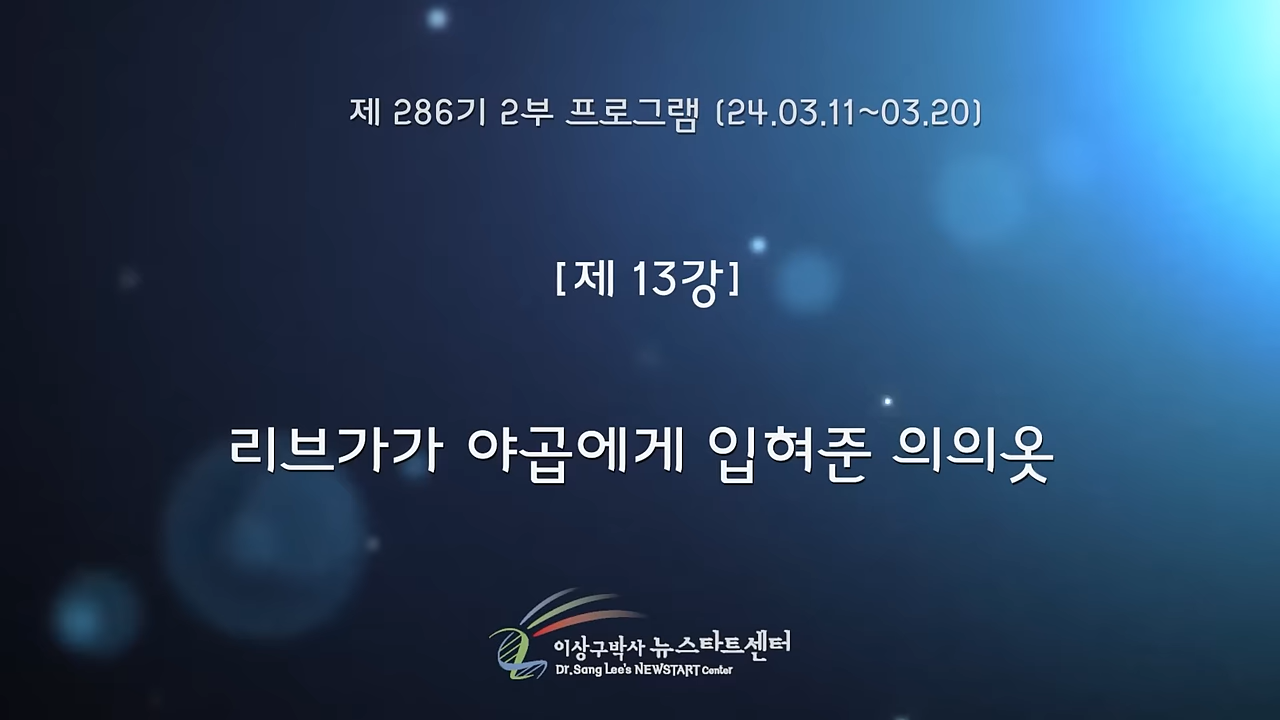 제 286기 2부 프로그램 (24.03.11~03.20)
[제 13강]
리브가가 야곱에게 입혀준 의의옷
이상구박사 뉴스타트센터
Dr.Sang Lee's NEWSTART Center